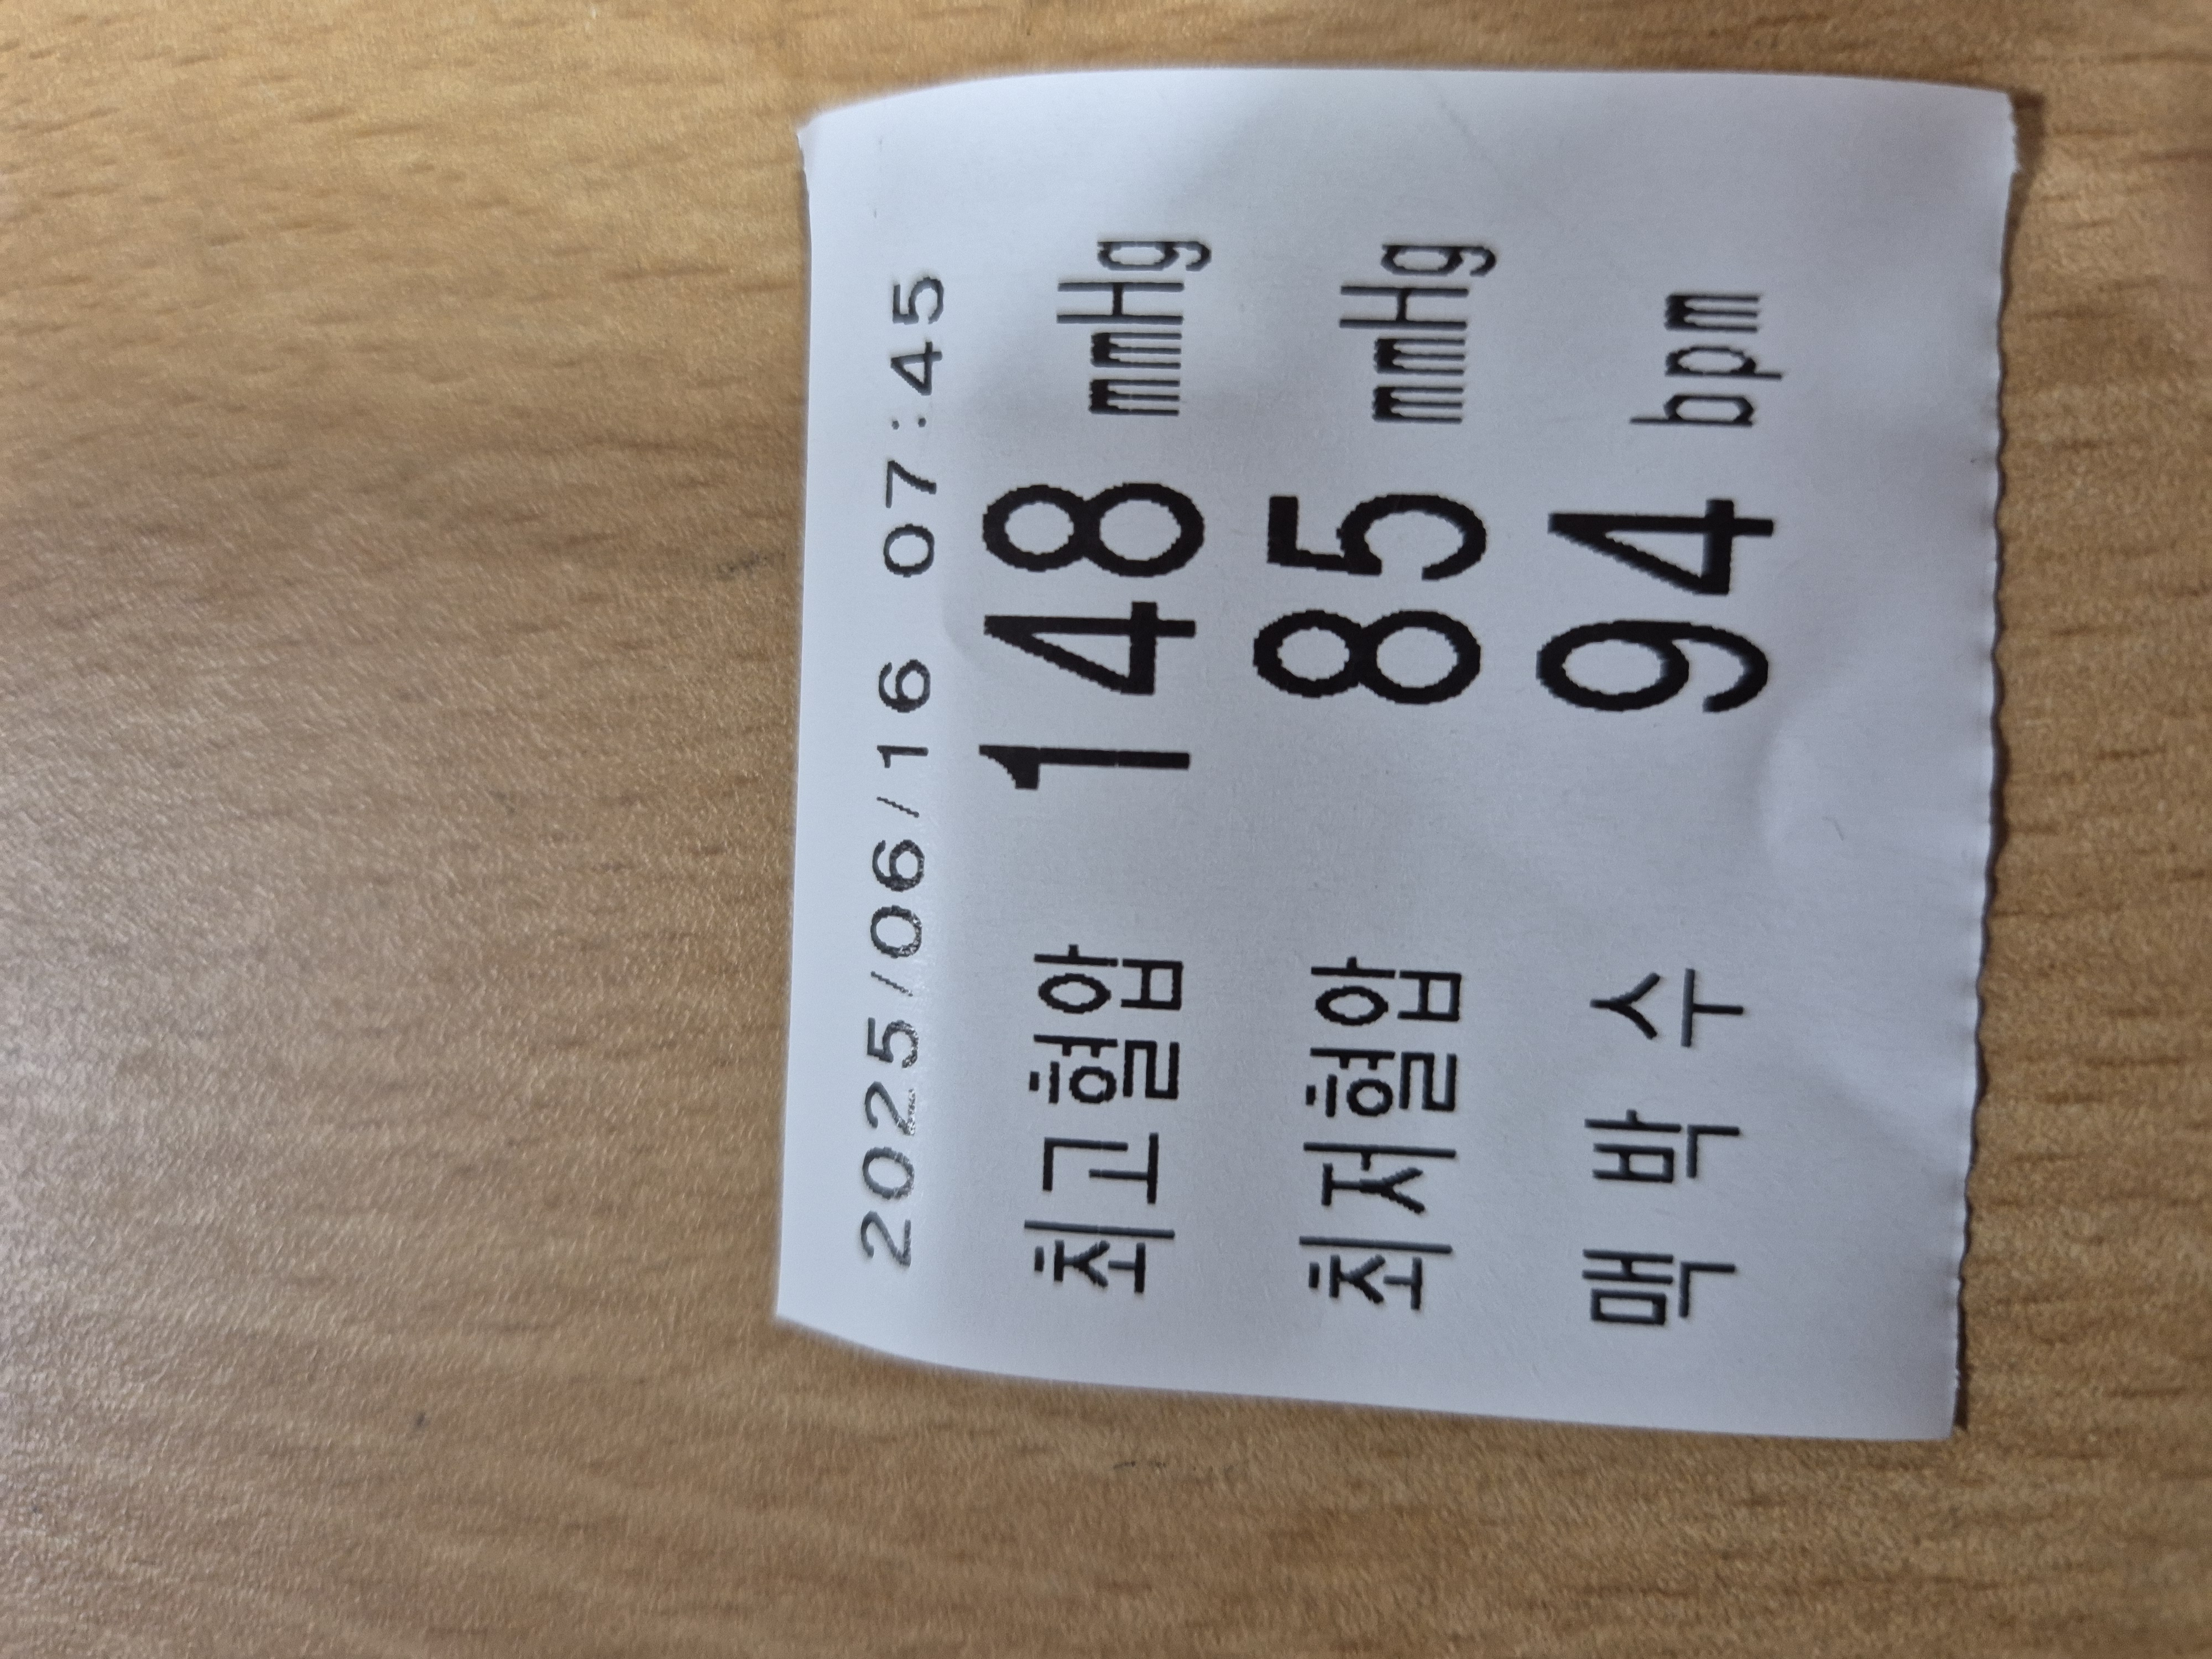 2025/06/16 07:45
최고혈압 148 mmHg
최저혈압 85 mmHg
맥 박 수 94 bpm